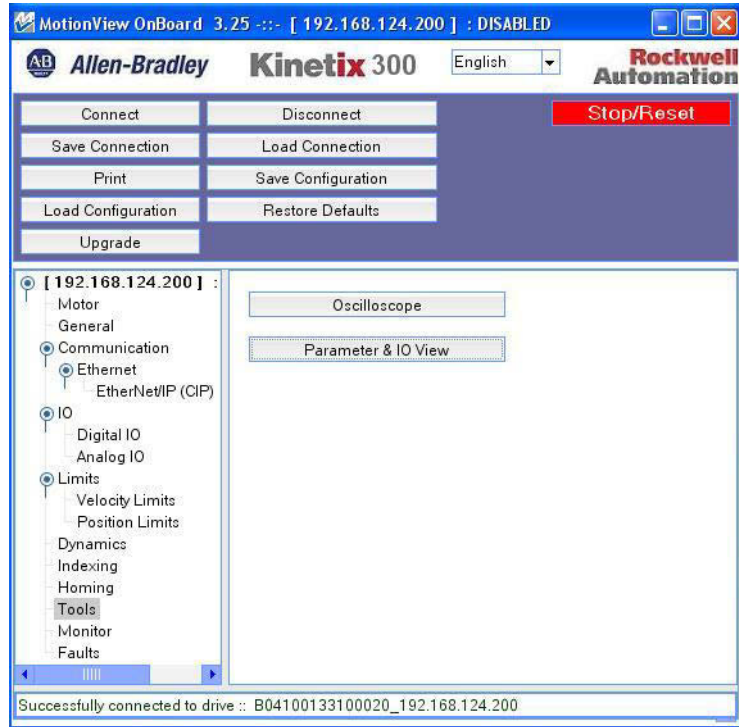 MotionView OnBoard 3.25 -::- [ 192.168.124.200 ] : DISABLED
AB Allen-Bradley Kinetix 300 English Rockwell Automation
Connect Disconnect Stop/Reset
Save Connection Load Connection
Print Save Configuration
Load Configuration Restore Defaults
Upgrade
[ 192.168.124.200 ] :
Motor
General
Communication
Ethernet
EtherNet/IP (CIP)
IO
Digital IO
Analog IO
Limits
Velocity Limits
Position Limits
Dynamics
Indexing
Homing
Tools
Monitor
Faults
Oscilloscope
Parameter & IO View
Successfully connected to drive :: B04100133100020_192.168.124.200